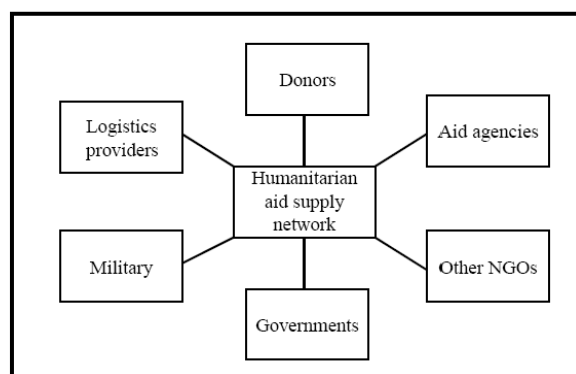 Donors
Logistics
providers
Aid agencies
Humanitarian
aid supply
network
Military
Other NGOs
Governments